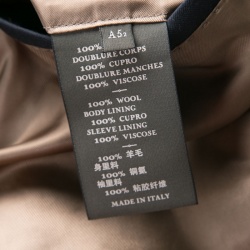 A5₂
100%
DOUBLURE CORPS
100% CUPRO
DOUBLURE MANCHES
100% VISCOSE
100% WOOL
BODY LINING
100% CUPRO
SLEEVE LINING
100% VISCOSE
100% 羊毛
身里料
100% 铜氨
袖里料
100% 粘胶纤维
MADE IN ITALY